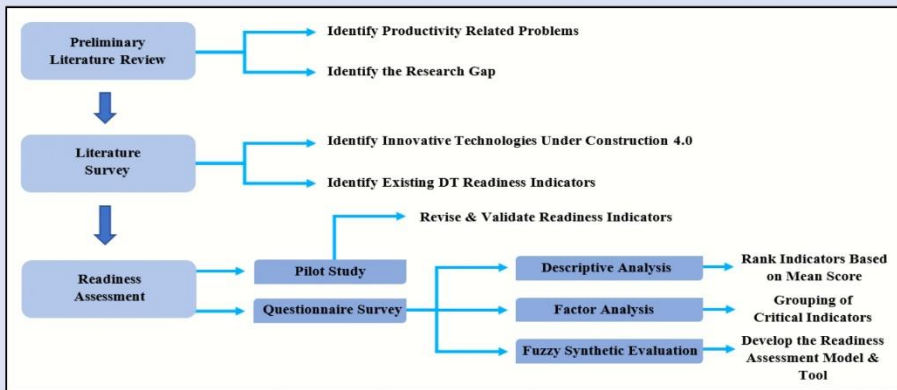 Preliminary
Literature Review
Identify Productivity Related Problems
Identify the Research Gap
Literature
Survey
Identify Innovative Technologies Under Construction 4.0
Identify Existing DT Readiness Indicators
Revise & Validate Readiness Indicators
Readiness
Assessment
Pilot Study
Questionnaire Survey
Descriptive Analysis
Rank Indicators Based
on Mean Score
Factor Analysis
Grouping of
Critical Indicators
Fuzzy Synthetic Evaluation
Develop the Readiness
Assessment Model &
Tool